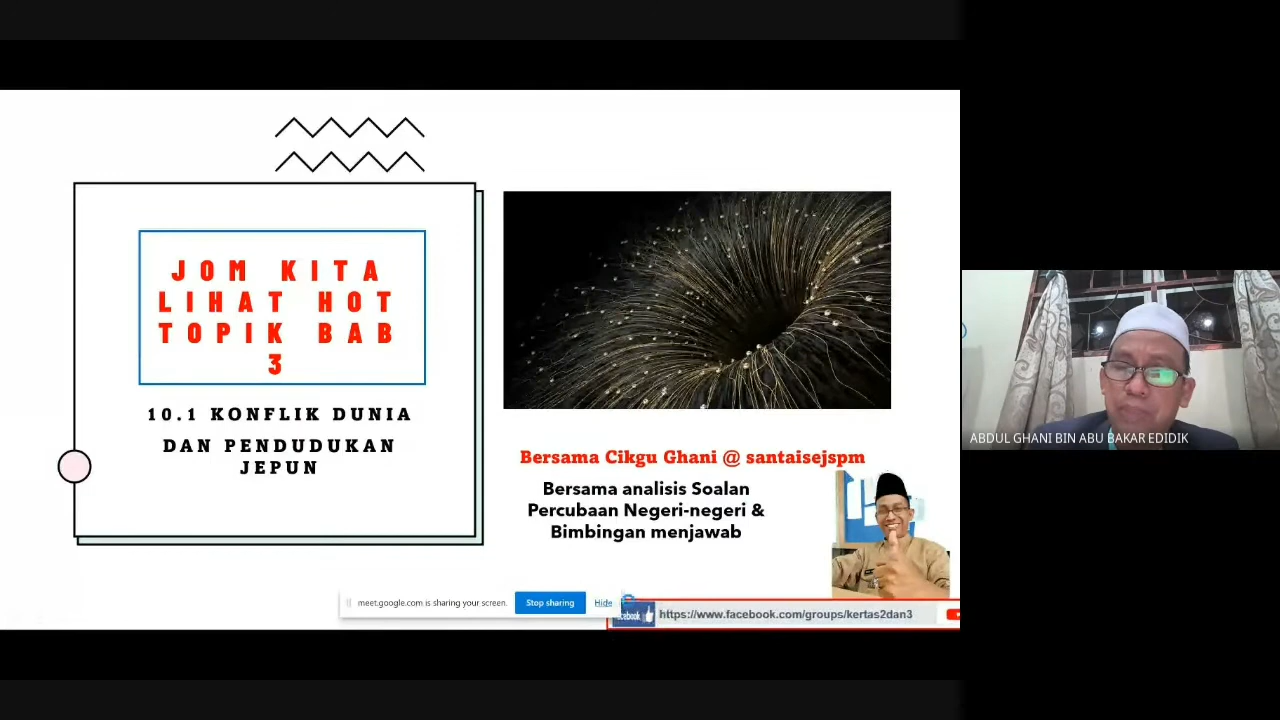 JOM KITA
LIHAT HOT
TOPIK BAB
3
10.1 KONFLIK DUNIA
DAN PENDUDUKAN
JEPUN
Bersama Cikgu Ghani @ santaisejspm
Bersama analisis Soalan
Percubaan Negeri-negeri &
Bimbingan menjawab
meet.google.com is sharing your screen.
Stop sharing
Hide
facebook
https://www.facebook.com/groups/kertas2dan3
ABDUL GHANI BIN ABU BAKAR EDIDIK